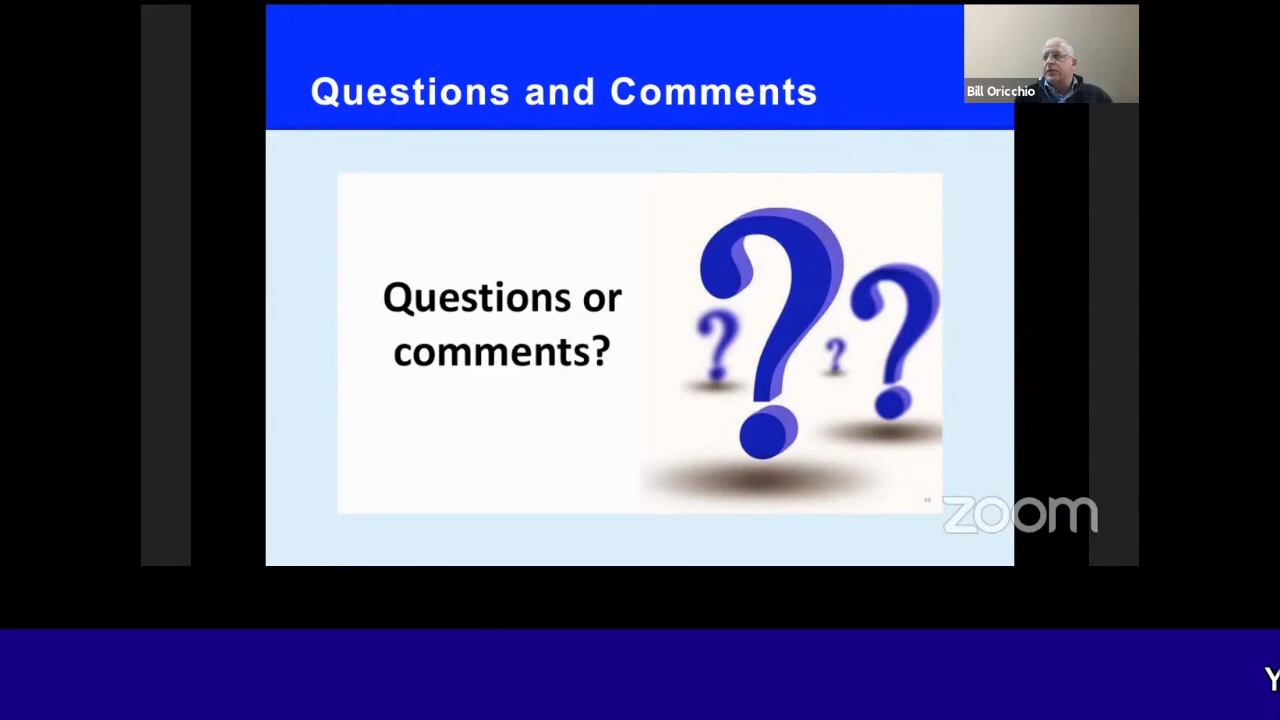 Questions and Comments
Bill Oricchio
Questions or
comments?
zoom
Y